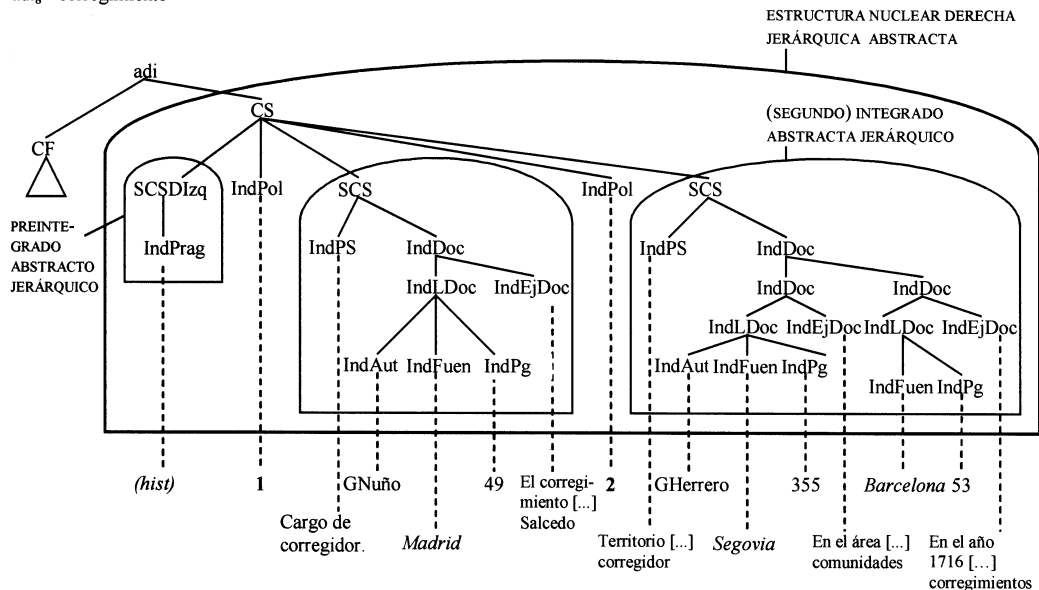 ESTRUCTURA NUCLEAR DERECHA
JERÁRQUICA ABSTRACTA
adi
CS
(SEGUNDO) INTEGRADO
ABSTRACTA JERÁRQUICO
CF
SCSDIzq IndPol SCS IndPol SCS
PREINTE-
GRADO
ABSTRACTO
JERÁRQUICO
IndPrag IndPS IndDoc IndPS IndDoc
IndLDoc IndEjDoc IndDoc IndDoc
IndLDoc IndEjDoc IndLDoc IndEjDoc
IndAut IndFuen IndPg IndAut IndFuen IndPg
IndFuen IndPg
(hist) 1 GNuño 49 El corregi-
miento [...]
Salcedo
2 GHerrero 355 Barcelona 53
Cargo de
corregidor.
Madrid
Territorio [...]
corregidor
Segovia
En el área [...]
comunidades
En el año
1716 [...]
corregimientos